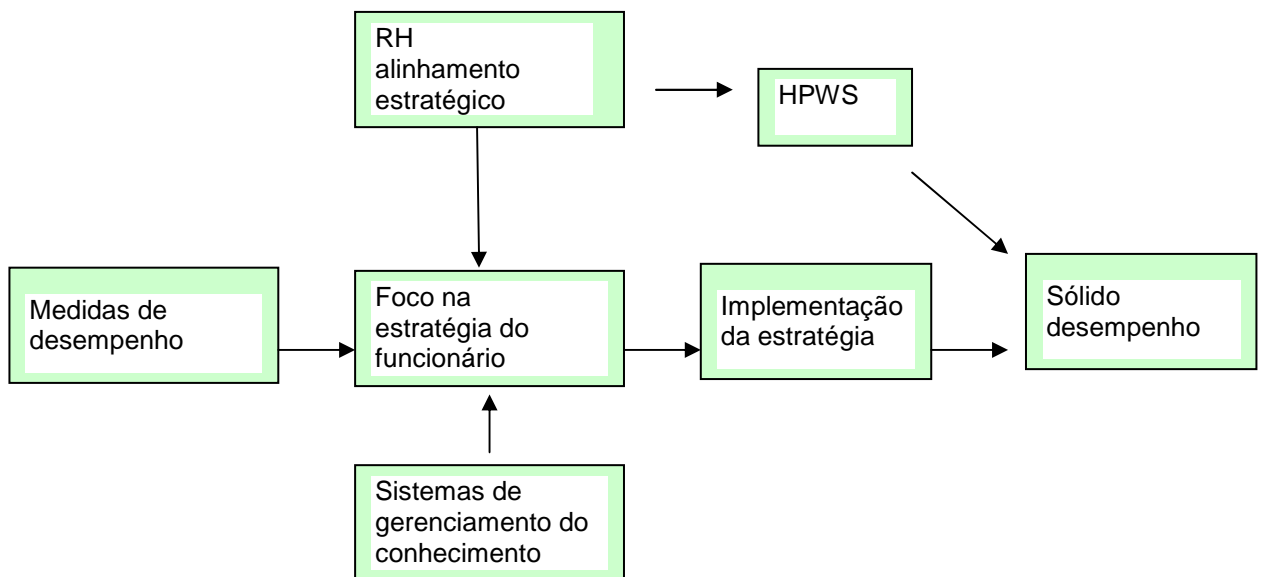 RH
alinhamento
estratégico
HPWS
Medidas de
desempenho
Foco na
estratégia do
funcionário
Implementação
da estratégia
Sólido
desempenho
Sistemas de
gerenciamento do
conhecimento